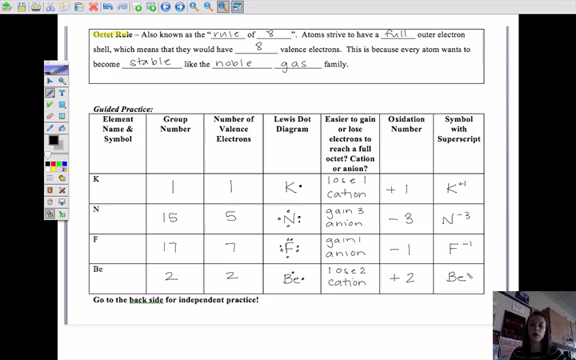 Octet Rule – Also known as the "rule of 8". Atoms strive to have a full outer electron
shell, which means that they would have 8 valence electrons. This is because every atom wants to
become stable like the noble gas family.
Guided Practice:
Element Name & Symbol | Group Number | Number of Valence Electrons | Lewis Dot Diagram | Easier to gain or lose electrons to reach a full octet? Cation or anion? | Oxidation Number | Symbol with Superscript
K | 1 | 1 | K | lose 1 cation | +1 | K+1
N | 15 | 5 | N | gain 3 anion | -3 | N-3
F | 17 | 7 | F | gain 1 anion | -1 | F-1
Be | 2 | 2 | Be | lose 2 cation | +2 | Be
Go to the back side for independent practice!